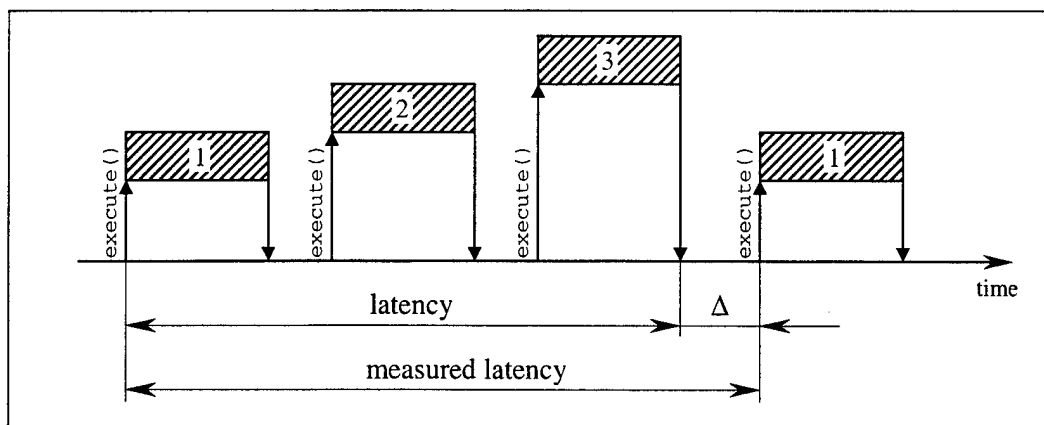 3
2
1
1
execute()
execute()
execute()
execute()
time
latency
Δ
measured latency